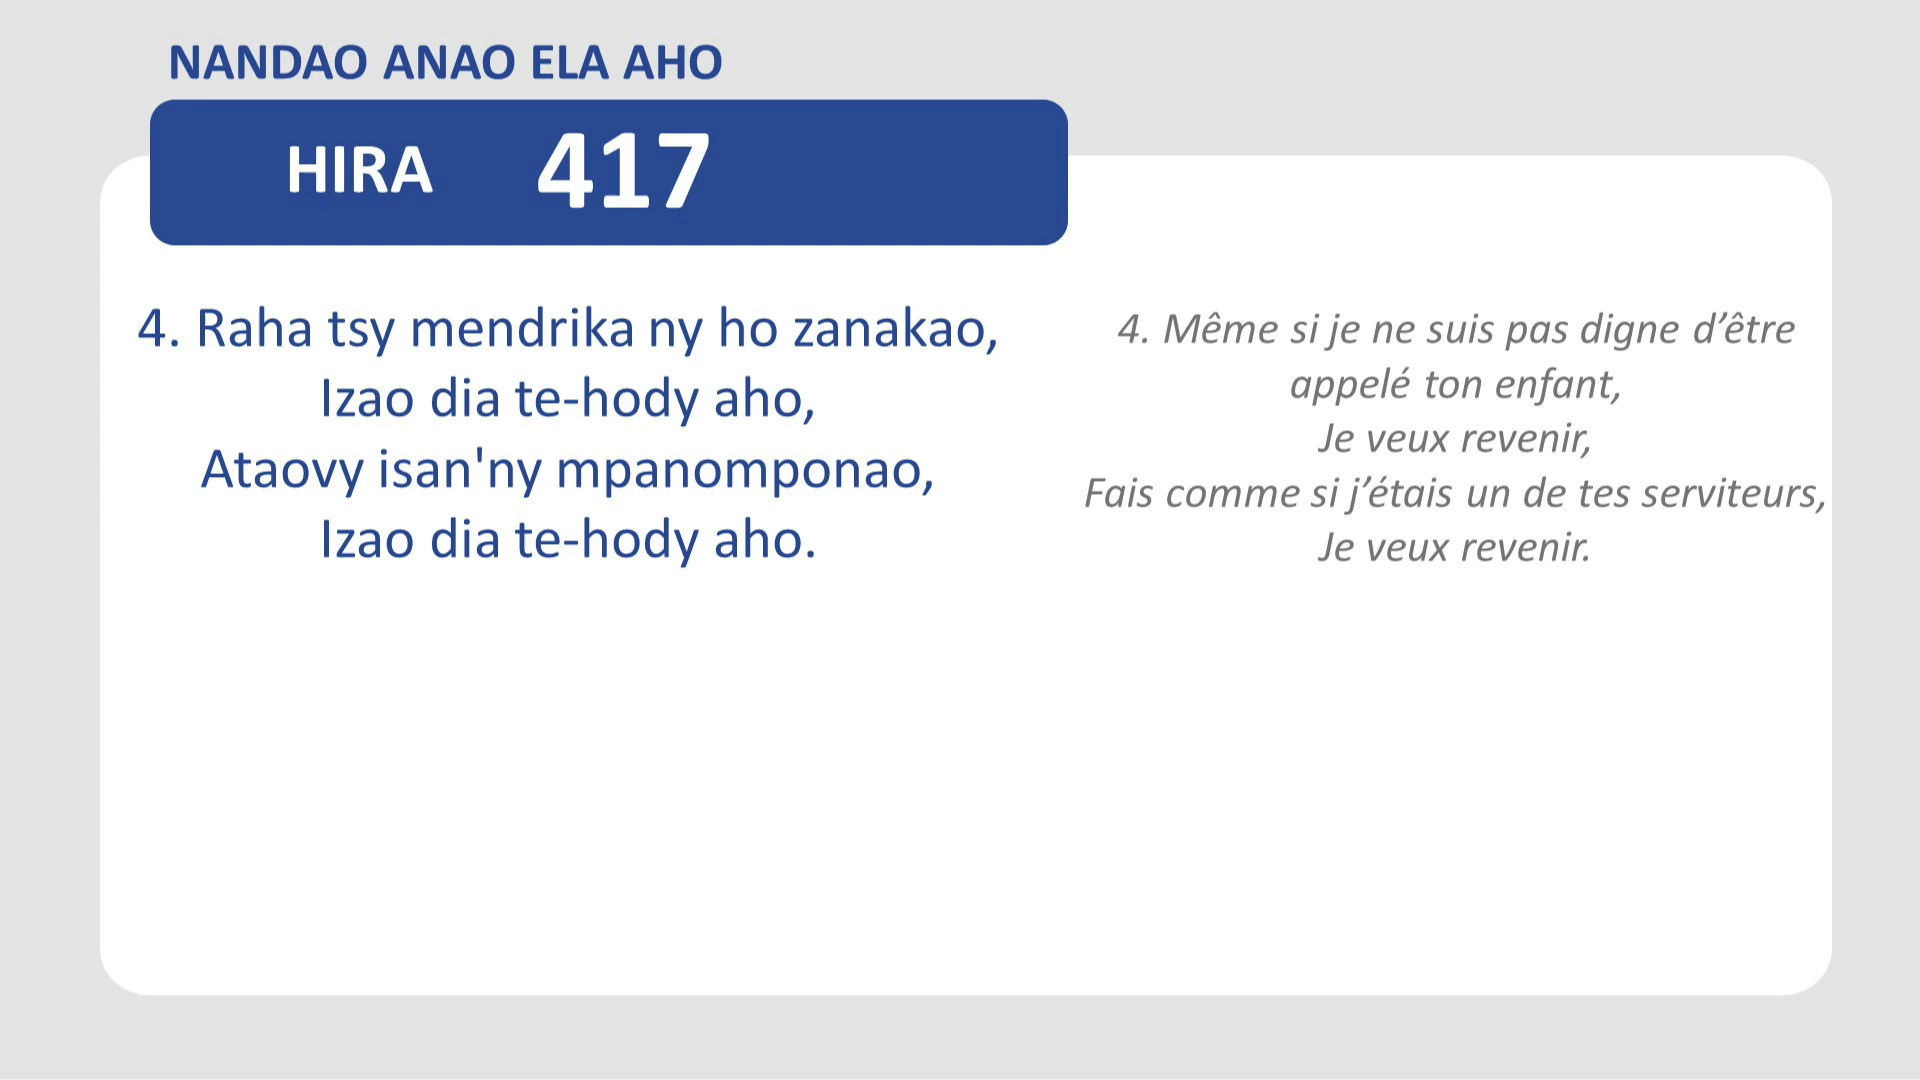 NANDAO ANAO ELA AHO
HIRA 417
4. Raha tsy mendrika ny ho zanakao,
Izao dia te-hody aho,
Ataovy isan'ny mpanomponao,
Izao dia te-hody aho.
4. Même si je ne suis pas digne d’être
appelé ton enfant,
Je veux revenir,
Fais comme si j’étais un de tes serviteurs,
Je veux revenir.